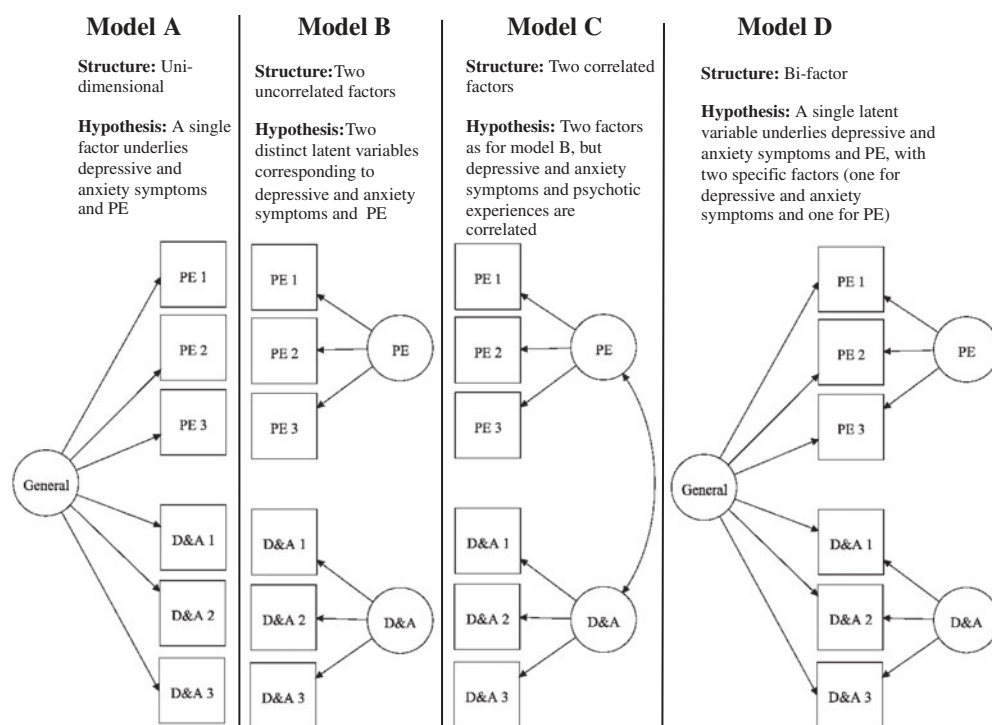 Model A
Structure: Uni-
dimensional
Hypothesis: A single
factor underlies
depressive and
anxiety symptoms
and PE
PE 1
PE 2
PE 3
General
D&A 1
D&A 2
D&A 3
Model B
Structure:Two
uncorrelated factors
Hypothesis:Two
distinct latent variables
corresponding to
depressive and anxiety
symptoms and PE
PE 1
PE 2
PE
PE 3
D&A 1
D&A 2
D&A
D&A 3
Model C
Structure: Two correlated
factors
Hypothesis: Two factors
as for model B, but
depressive and anxiety
symptoms and psychotic
experiences are
correlated
PE 1
PE 2
PE
PE 3
D&A 1
D&A 2
D&A
D&A 3
Model D
Structure: Bi-factor
Hypothesis: A single latent
variable underlies depressive and
anxiety symptoms and PE, with
two specific factors (one for
depressive and anxiety
symptoms and one for PE)
PE 1
PE 2
PE
PE 3
General
D&A 1
D&A 2
D&A
D&A 3